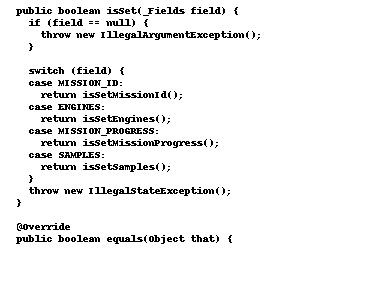 public boolean isSet(_Fields field) {
if (field == null) {
throw new IllegalArgumentException();
}
switch (field) {
case MISSION_ID:
return isSetMissionId();
case ENGINES:
return isSetEngines();
case MISSION_PROGRESS:
return isSetMissionProgress();
case SAMPLES:
return isSetSamples();
}
throw new IllegalStateException();
}
@Override
public boolean equals(Object that) {